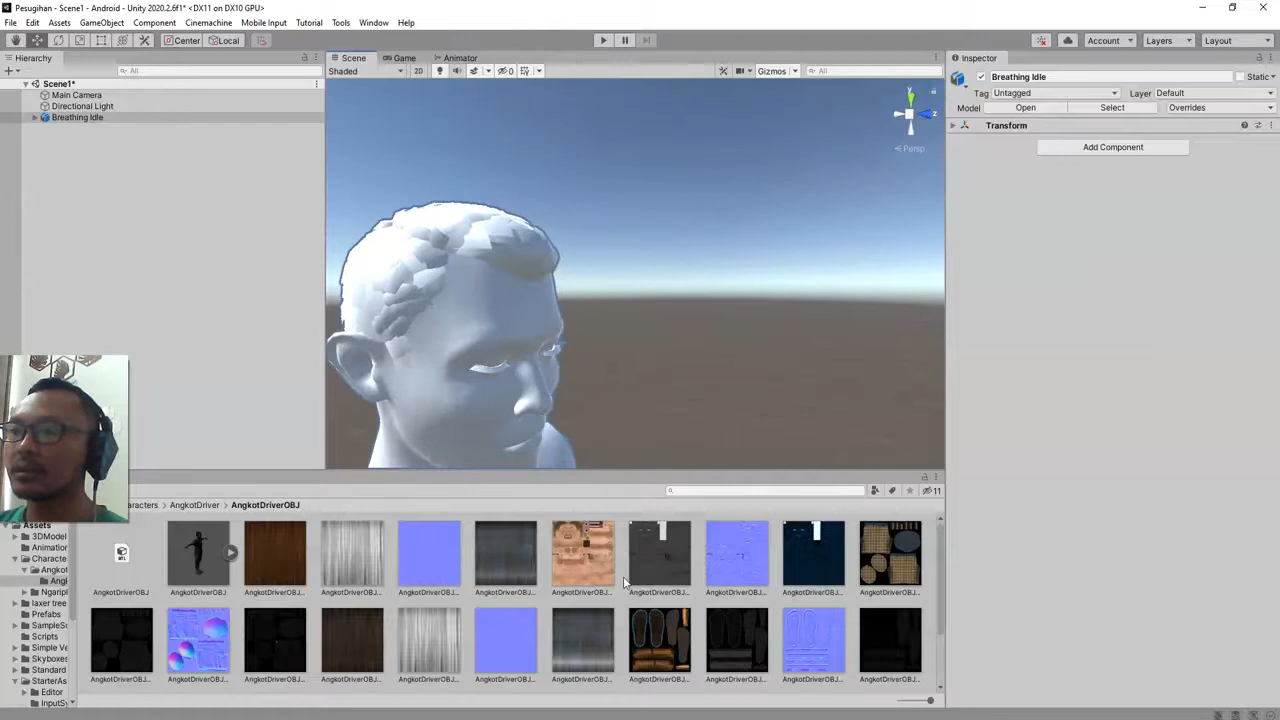 Pesugihan - Scene1 - Android - Unity 2020.2.6f1* <DX11 on DX10 GPU>
File Edit Assets GameObject Component Cinemachine Mobile Input Tutorial Tools Window Help
Center Local Account Layers Layout
Hierarchy Scene Game Animator Inspector
All Shaded 2D 0 Gizmos All Breathing Idle Static
Scene1*
Main Camera Tag Untagged Layer Default
Directional Light Model Open Select Overrides
Breathing Idle Transform
y z
Persp Add Component
11
aracters AngkotDriver AngkotDriverOBJ
Assets
3DModel
Animation
Characte
Angkot
Angl
Ngaripl
laxer tree
Prefabs
SampleSc
Scripts
Simple Ve
Skyboxes
Standard
StarterAs
Editor
InputSy
AngkotDriverOBJ AngkotDriverOBJ AngkotDriverOBJ... AngkotDriverOBJ... AngkotDriverOBJ... AngkotDriverOBJ... AngkotDriverOBJ... AngkotDriverOBJ... AngkotDriverOBJ... AngkotDriverOBJ... AngkotDriverOBJ...
AngkotDriverOBJ... AngkotDriverOBJ... AngkotDriverOBJ... AngkotDriverOBJ... AngkotDriverOBJ... AngkotDriverOBJ... AngkotDriverOBJ... AngkotDriverOBJ... AngkotDriverOBJ... AngkotDriverOBJ... AngkotDriverOBJ...